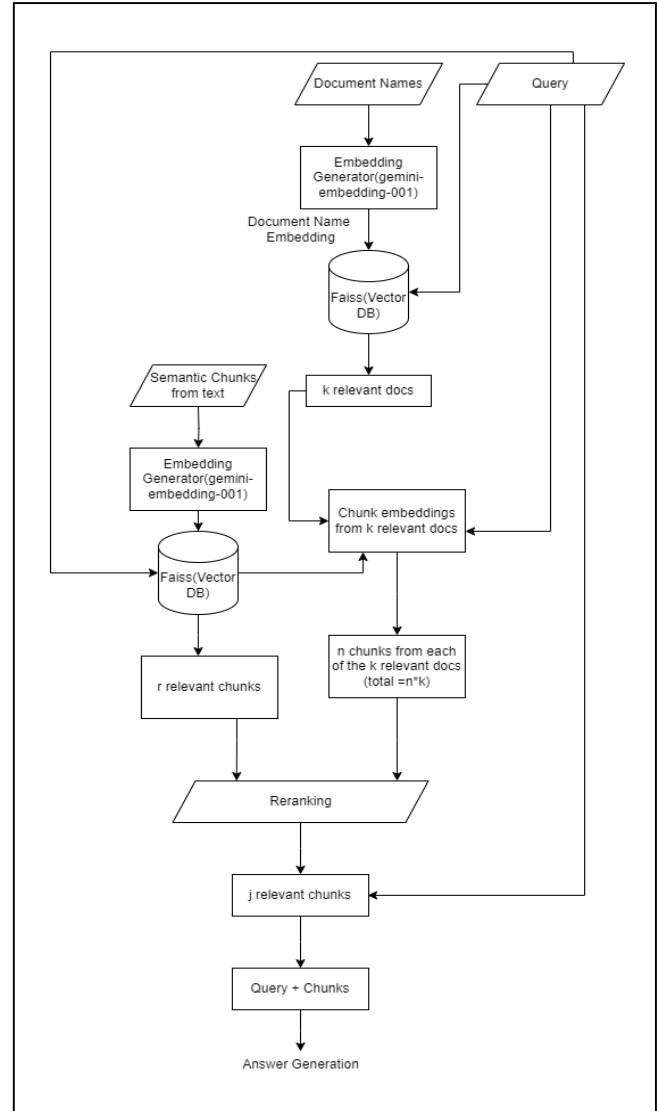 Document Names
Query
Embedding
Generator(gemini-
embedding-001)
Document Name
Embedding
Faiss(Vector
DB)
k relevant docs
Semantic Chunks
from text
Embedding
Generator(gemini-
embedding-001)
Chunk embeddings
from k relevant docs
Faiss(Vector
DB)
n chunks from each
of the k relevant docs
(total =n*k)
r relevant chunks
Reranking
j relevant chunks
Query + Chunks
Answer Generation